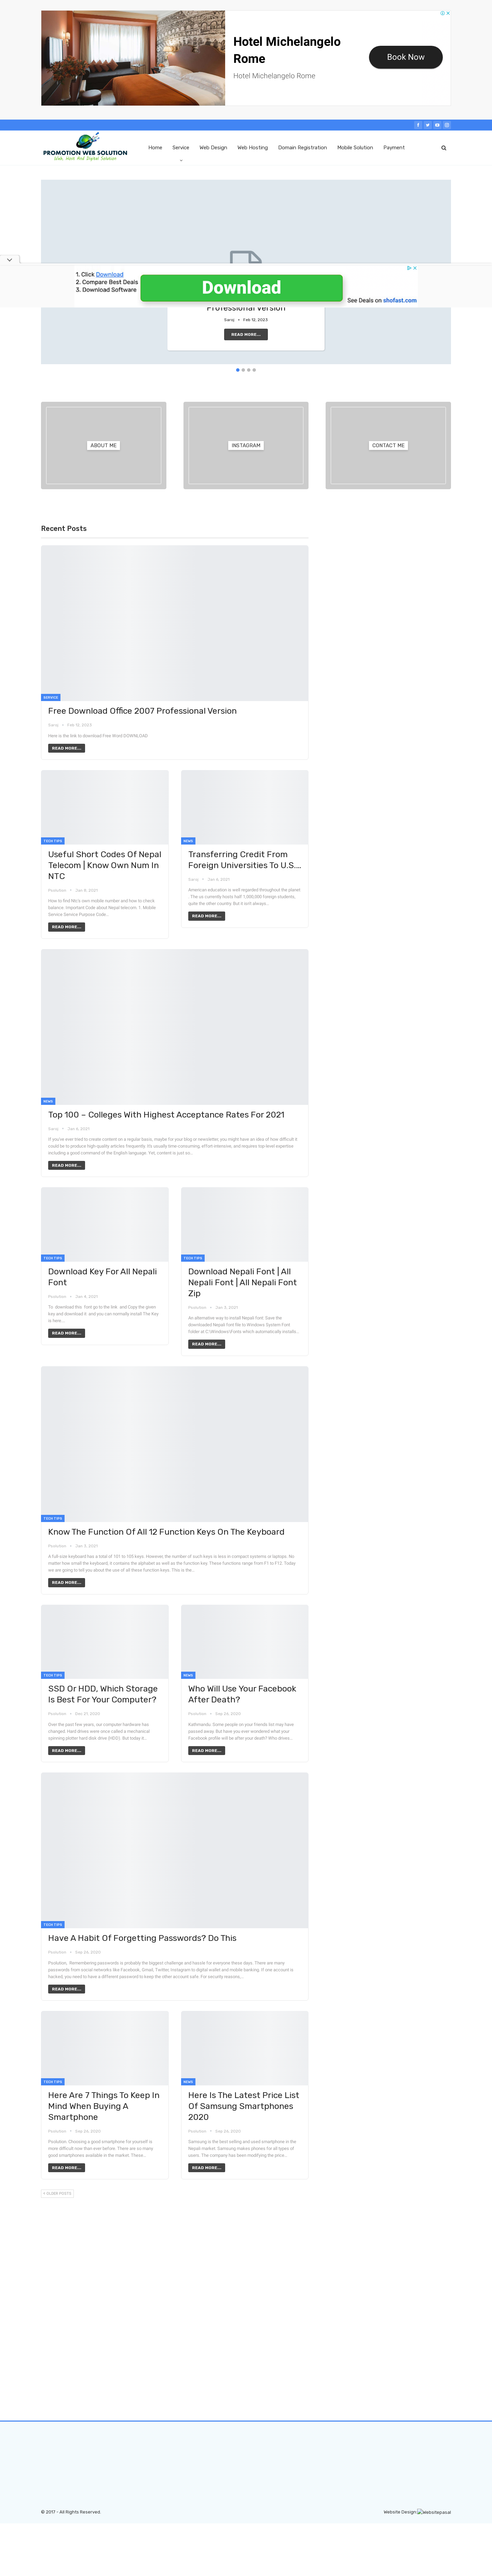 Hotel Michelangelo
Rome
Hotel Michelangelo Rome
Book Now
PROMOTION WEB SOLUTION
Home
Service
Web Design
Web Hosting
Domain Registration
Mobile Solution
Payment
1. Click Download
2. Compare Best Deals
3. Download Software
Download
See Deals on shofast.com
Professional Version
Saroj • Feb 12, 2023
READ MORE...
ABOUT ME
INSTAGRAM
CONTACT ME
Recent Posts
SERVICE
Free Download Office 2007 Professional Version
Saroj • Feb 12, 2023
Here is the link to download Free Word DOWNLOAD
READ MORE...
TECH TIPS
Useful Short Codes Of Nepal
Telecom | Know Own Num In
NTC
Psolution • Jan 8, 2021
How to find Ntc's own mobile number and how to check
balance. Important Code about Nepal telecom, 1. Mobile
Service Service Purpose Code...
READ MORE...
NEWS
Transferring Credit From
Foreign Universities To U.S....
Saroj • Jan 6, 2021
American education is well regarded throughout the planet
. The us currently hosts half 1,000,000 foreign students,
quite the other country. But it isn't always...
READ MORE...
NEWS
Top 100 – Colleges With Highest Acceptance Rates For 2021
Saroj • Jan 6, 2021
If you've ever tried to create content on a regular basis, maybe for your blog or newsletter, you might have an idea of how difficult it
could be to produce high-quality articles frequently. It's usually time-consuming, effort-intensive, and requires top-level expertise
including a good command of the English language. Yet, content is just as...
READ MORE...
TECH TIPS
Download Key For All Nepali
Font
Psolution • Jan 4, 2021
To download this font go to the link and Copy the given
key and download it . and you can normally Install The Key
is here...
READ MORE...
TECH TIPS
Download Nepali Font | All
Nepali Font | All Nepali Font
Zip
Psolution • Jan 3, 2021
An alternative way to install Nepali font: Save the
downloaded Nepali font file to Windows System Font
folder at C:\Windows\Fonts which automatically installs...
READ MORE...
TECH TIPS
Know The Function Of All 12 Function Keys On The Keyboard
Psolution • Jan 2, 2021
A full-size keyboard has a total of 101 to 105 keys. However, the number of such keys is less in compact systems or laptops. No
matter how small the keyboard, it contains the alphabet as well as the function key. These functions range from F1 to F12. Today
we are going to tell you about the use of all these function keys. This is the...
READ MORE...
TECH TIPS
SSD Or HDD, Which Storage
Is Best For Your Computer?
Psolution • Dec 27, 2020
Over the past few years, our computer hardware has
changed. Hard drives were once called a mechanical
spinning platter hard disk drive (HDD). But today it...
READ MORE...
NEWS
Who Will Use Your Facebook
After Death?
Psolution • Sep 24, 2020
Kathmandu. Some people on your friends list may have
passed away. But have you ever wondered what your
Facebook profile will be after your death? Who drives...
READ MORE...
TECH TIPS
Have A Habit Of Forgetting Passwords? Do This
Psolution • Sep 23, 2020
Psolution. Remembering passwords is probably the biggest challenge and hassle for everyone these days. There are many
passwords from social networks like Facebook, Gmail, Twitter, Instagram to digital wallet and mobile banking. If one account is
hacked, you need to have a different password to keep the other account safe. For security reasons,...
READ MORE...
TECH TIPS
Here Are 7 Things To Keep In
Mind When Buying A
Smartphone
Psolution • Sep 23, 2020
Psolution: Choosing a good smartphone for yourself is
more difficult now than ever before. There are so many
good smartphones available in the market. These...
READ MORE...
NEWS
Here Is The Latest Price List
Of Samsung Smartphones
2020
Psolution • Sep 23, 2020
Samsung is the best selling and used smartphone in the
Nepali market. Samsung makes phones for all types of
users. The company has been modifying the price...
READ MORE...
OLDER POSTS
© 2017 - All Rights Reserved.
Website Design: Websitepasal